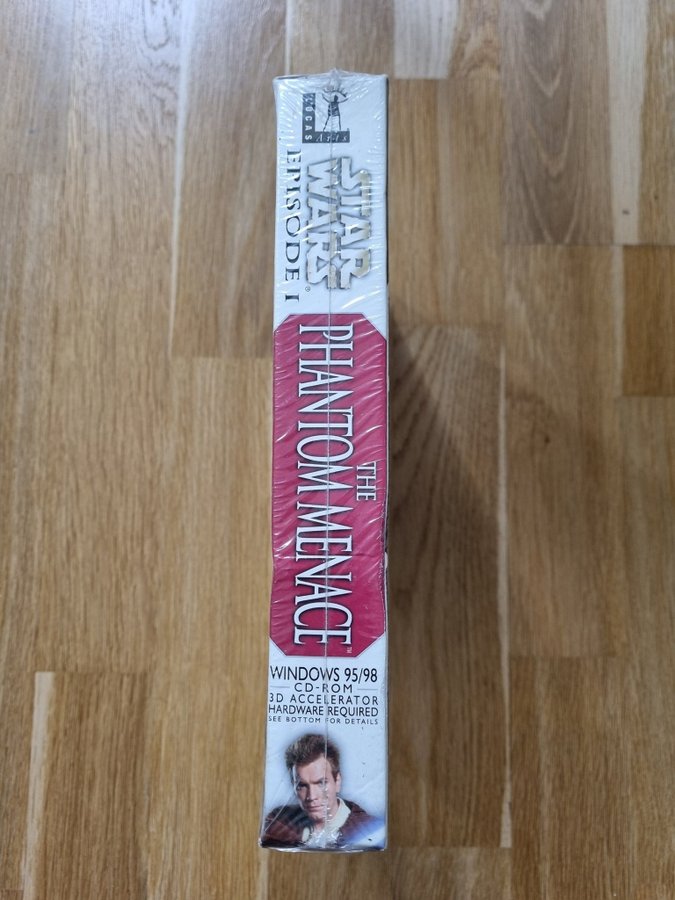 LUCAS
Arts
STAR
WARS®
EPISODE I
THE
PHANTOM MENACE™
WINDOWS 95/98
CD-ROM
3D ACCELERATOR
HARDWARE REQUIRED
SEE BOTTOM FOR DETAILS